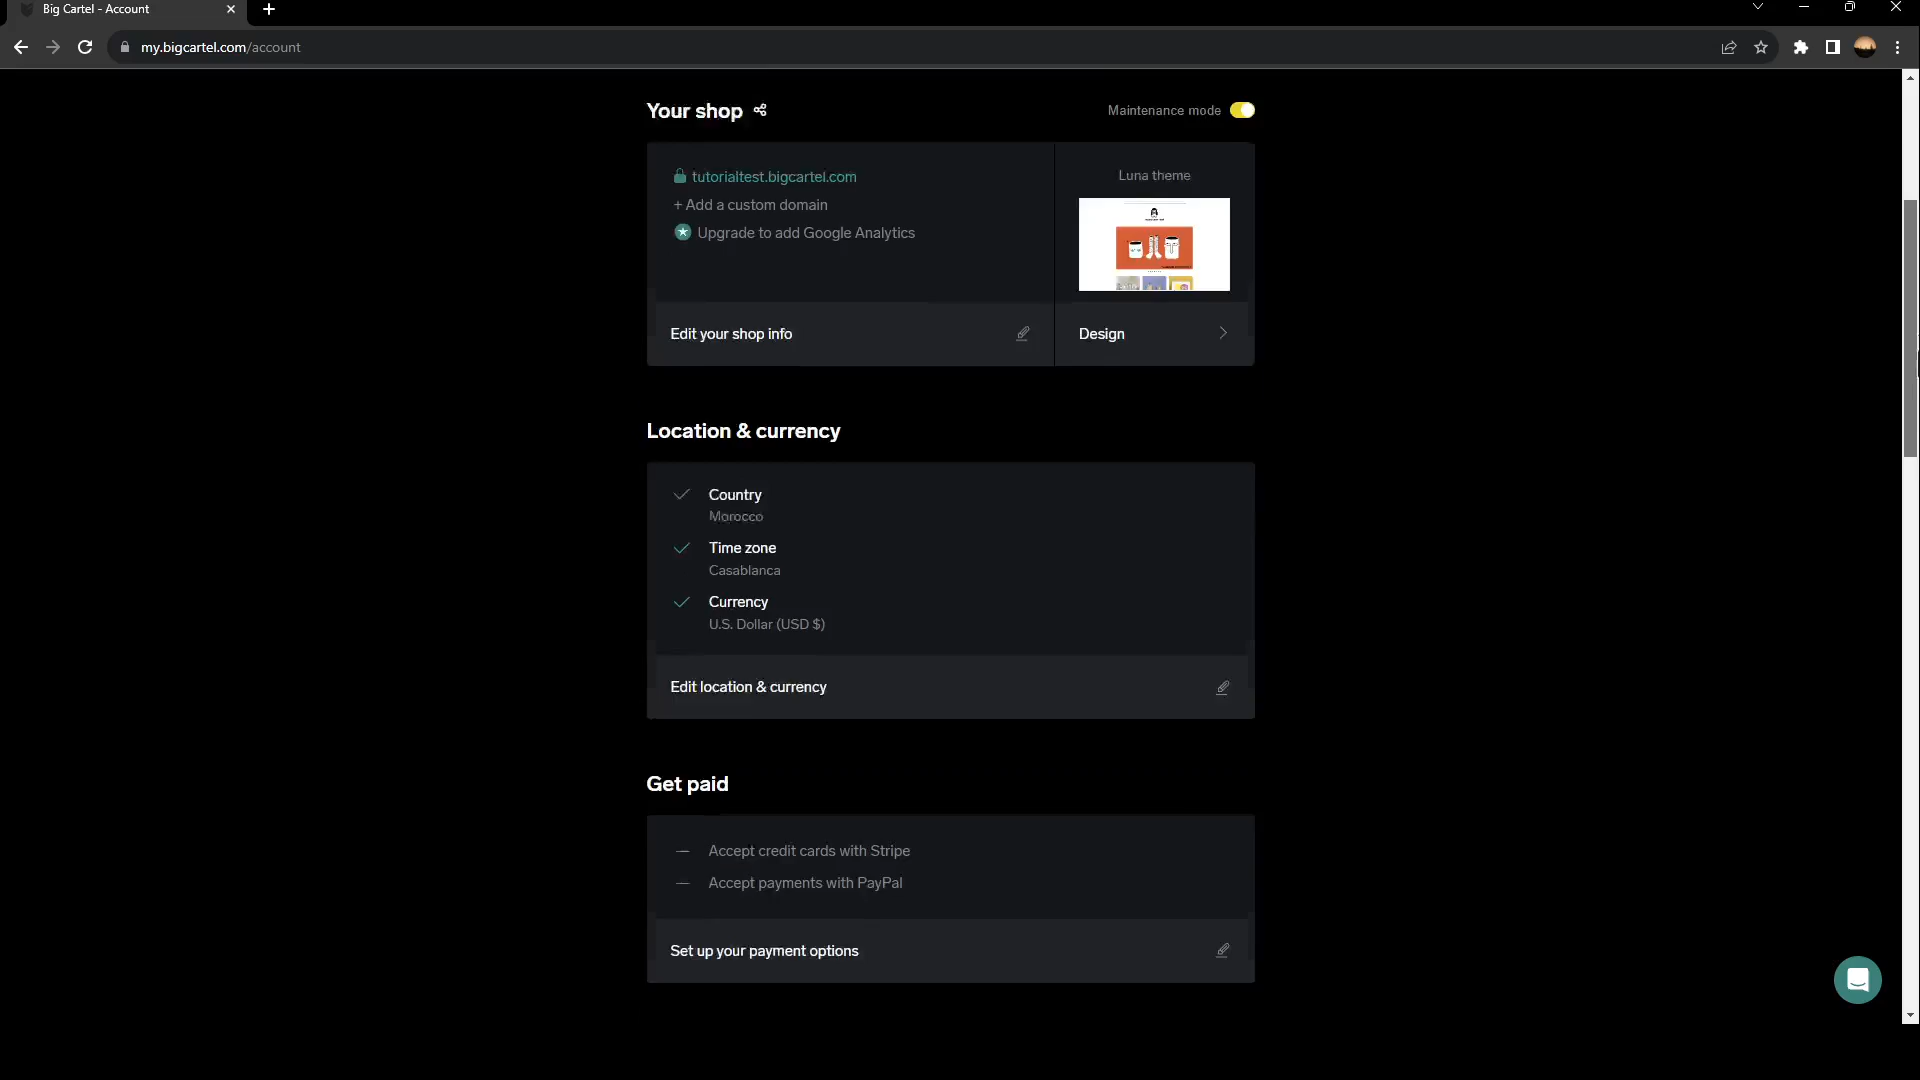 Big Cartel - Account
my.bigcartel.com/account
Your shop
Maintenance mode
tutorialtest.bigcartel.com
+ Add a custom domain
Upgrade to add Google Analytics
Luna theme
Edit your shop info
Design
Location & currency
Country
Morocco
Time zone
Casablanca
Currency
U.S. Dollar (USD $)
Edit location & currency
Get paid
Accept credit cards with Stripe
Accept payments with PayPal
Set up your payment options